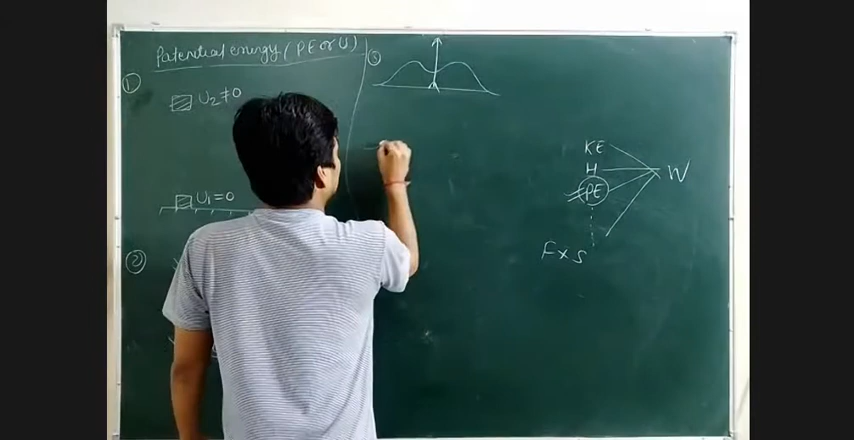 Potential energy (PE or U)
①
U₂ ≠ 0
U₁ = 0
②
③
KE
H
PE
W
F × S